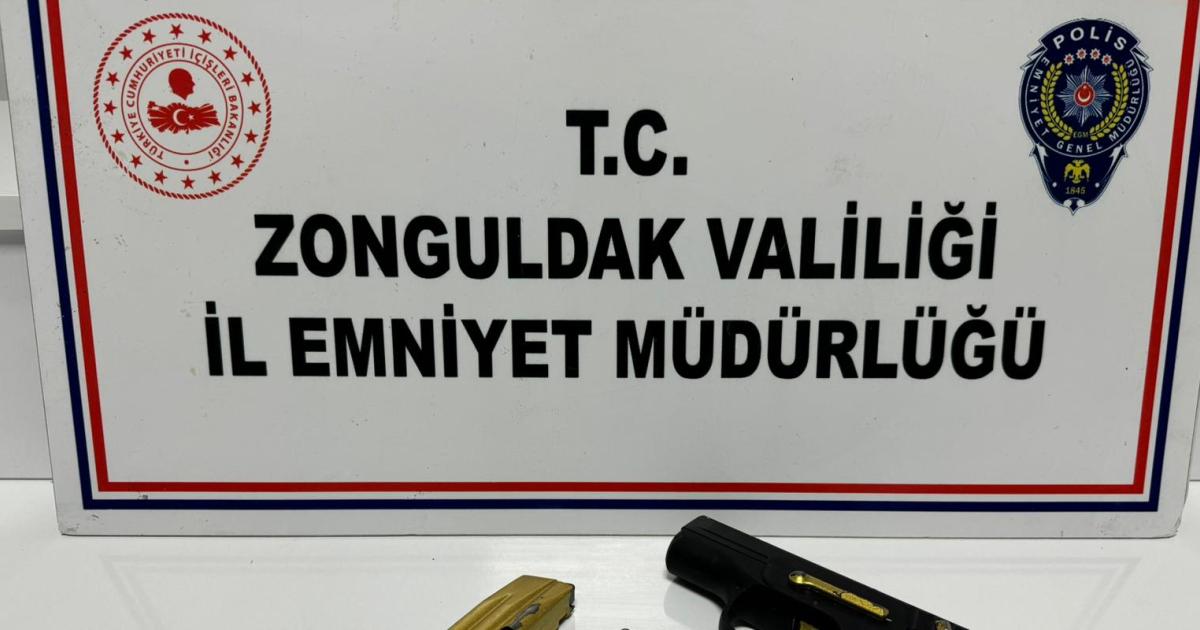 TÜRKİYE CUMHURİYETİ İÇİŞLERİ BAKANLIĞI
POLİS
EMNİYET GENEL MÜDÜRLÜĞÜ
EGM
1845
T.C.
ZONGULDAK VALİLİĞİ
İL EMNİYET MÜDÜRLÜĞÜ